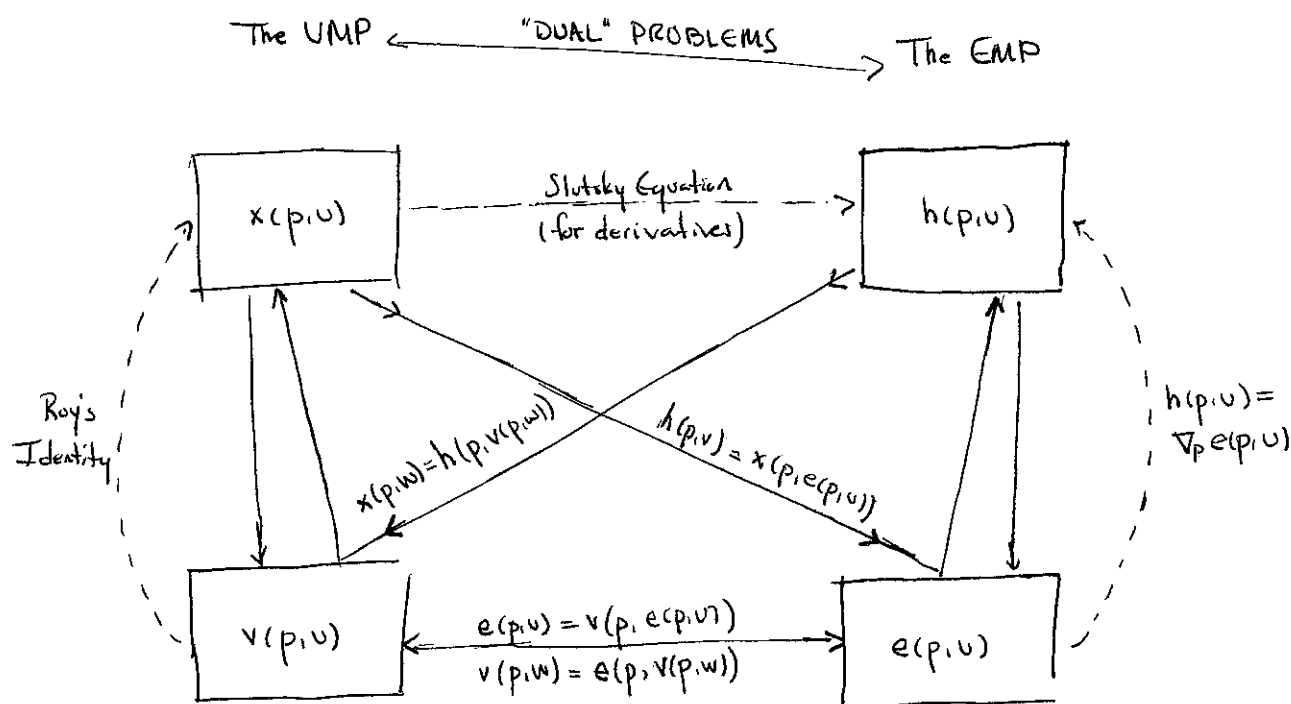 The UMP
"DUAL" PROBLEMS
The EMP
x(p,u)
Slutsky Equation
(for derivatives)
h(p,u)
Roy's
Identity
x(p,w)=h(p,v(p,w))
h(p,v) = x(p,e(p,u))
h(p,u) =
∇p e(p,u)
v(p,u)
e(p,u) = v(p, e(p,u))
v(p,w) = e(p, v(p,w))
e(p,u)